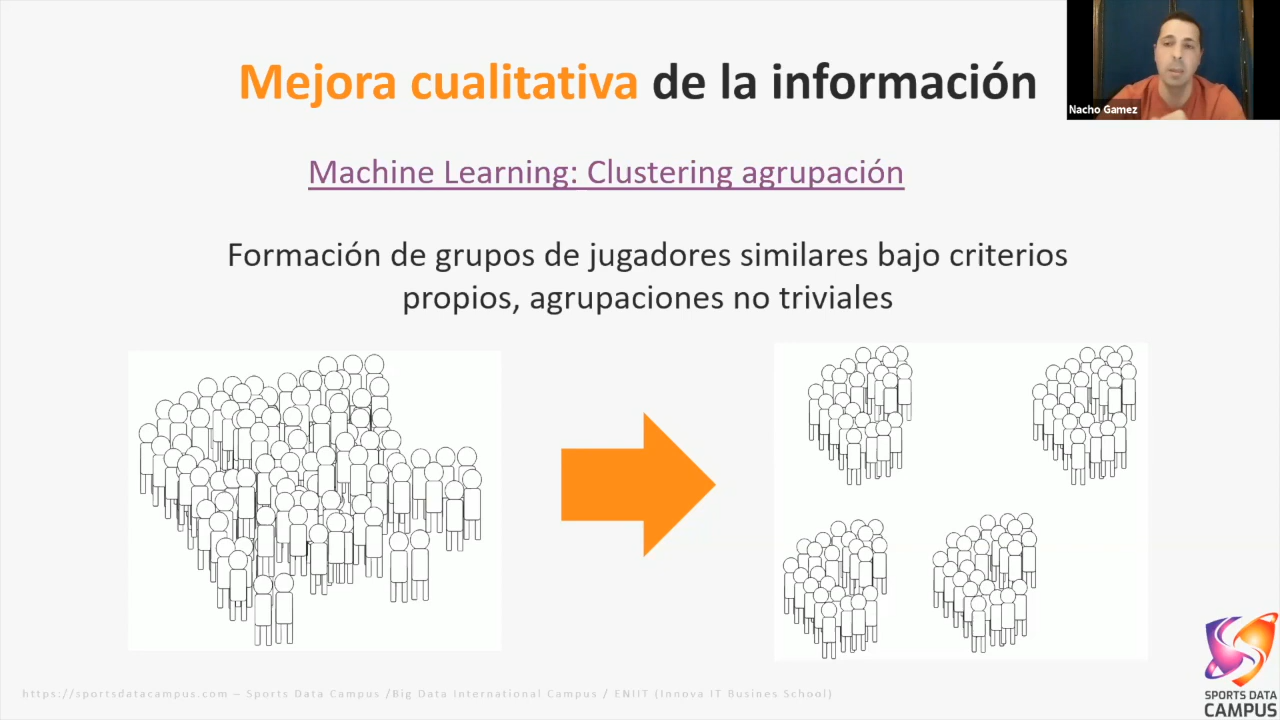 Mejora cualitativa de la información
Nacho Gamez
Machine Learning: Clustering agrupación
Formación de grupos de jugadores similares bajo criterios
propios, agrupaciones no triviales
https://sportsdatacampus.com – Sports Data Campus /Big Data International Campus / ENIIT (Innova IT Busines School)
SPORTS DATA
CAMPUS